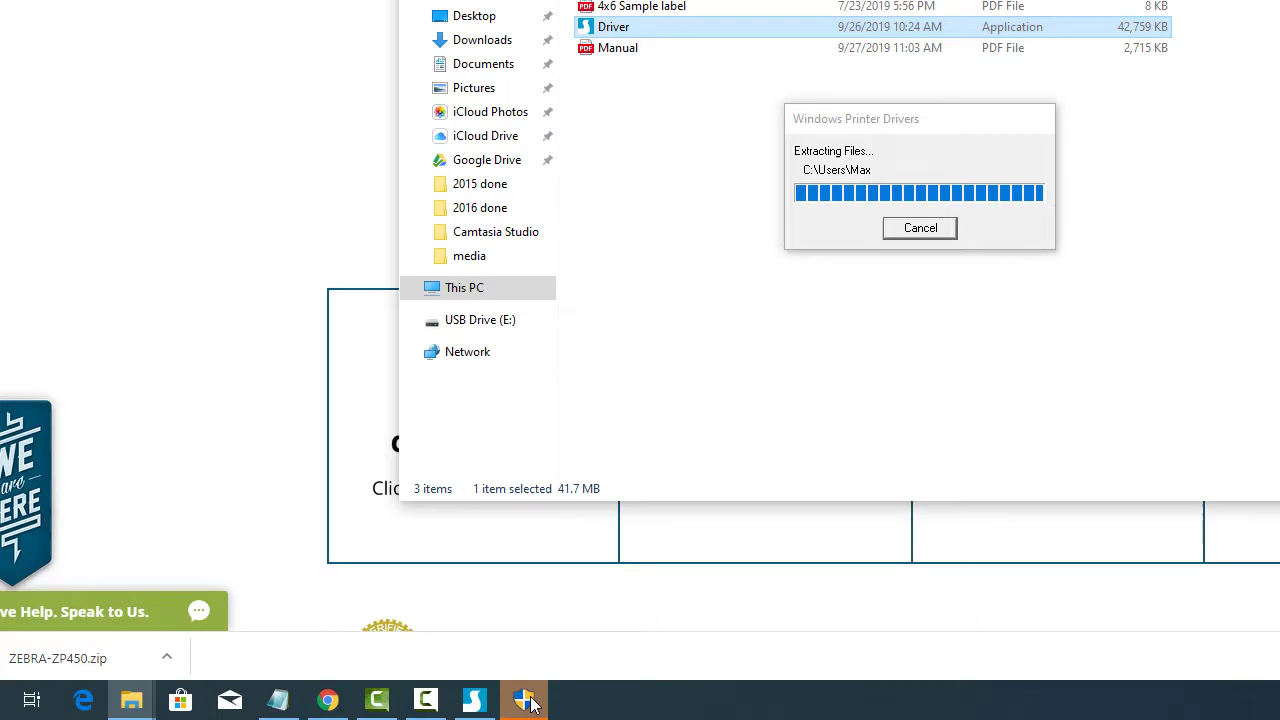 4x6 Sample label 7/23/2019 5:56 PM PDF File 8 KB
Desktop
Driver 9/26/2019 10:24 AM Application 42,759 KB
Downloads
Manual 9/27/2019 11:03 AM PDF File 2,715 KB
Documents
Pictures
iCloud Photos
iCloud Drive
Google Drive
2015 done
2016 done
Camtasia Studio
media
This PC
USB Drive (E:)
Network
Windows Printer Drivers
Extracting Files...
C:\Users\Max
Cancel
3 items 1 item selected 41.7 MB
WE
are
HERE
ve Help. Speak to Us.
ZEBRA-ZP450.zip